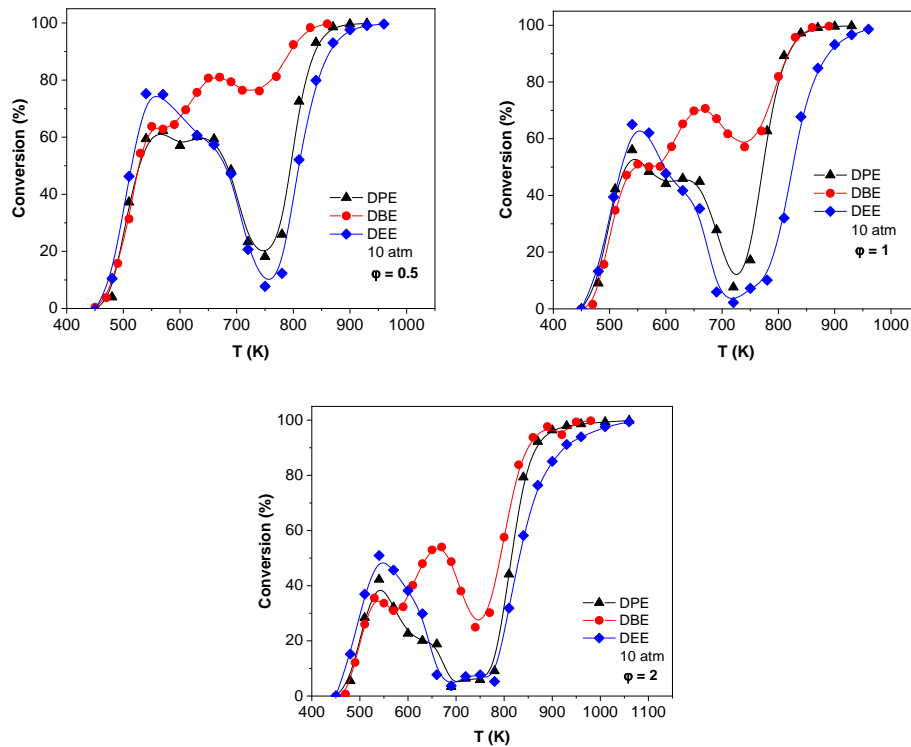 100
80
60
40
20
0
Conversion (%)
DPE
DBE
DEE
10 atm
φ = 0.5
400 500 600 700 800 900 1000
T (K)
100
80
60
40
20
0
Conversion (%)
DPE
DBE
DEE
10 atm
φ = 1
400 500 600 700 800 900 1000
T (K)
100
80
60
40
20
0
Conversion (%)
DPE
DBE
DEE
10 atm
φ = 2
400 500 600 700 800 900 1000 1100
T (K)